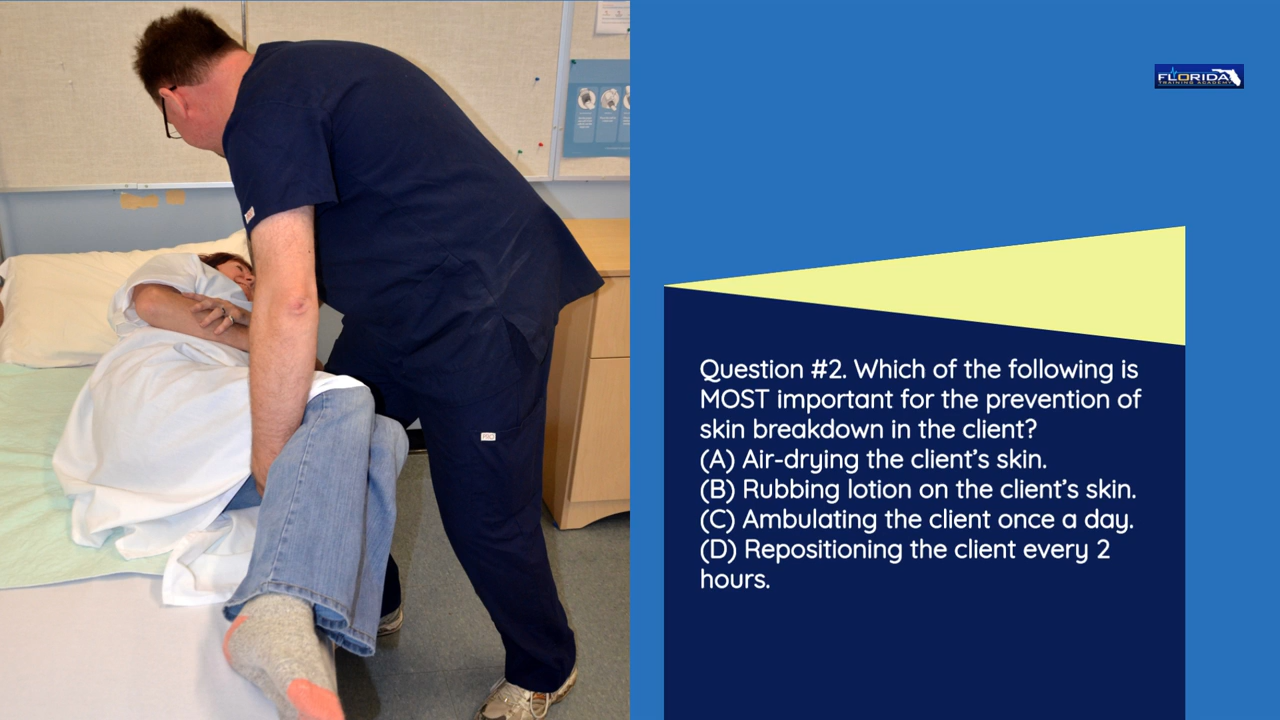 FLORIDA
TRAINING ACADEMY
Question #2. Which of the following is
MOST important for the prevention of
skin breakdown in the client?
(A) Air-drying the client’s skin.
(B) Rubbing lotion on the client’s skin.
(C) Ambulating the client once a day.
(D) Repositioning the client every 2
hours.